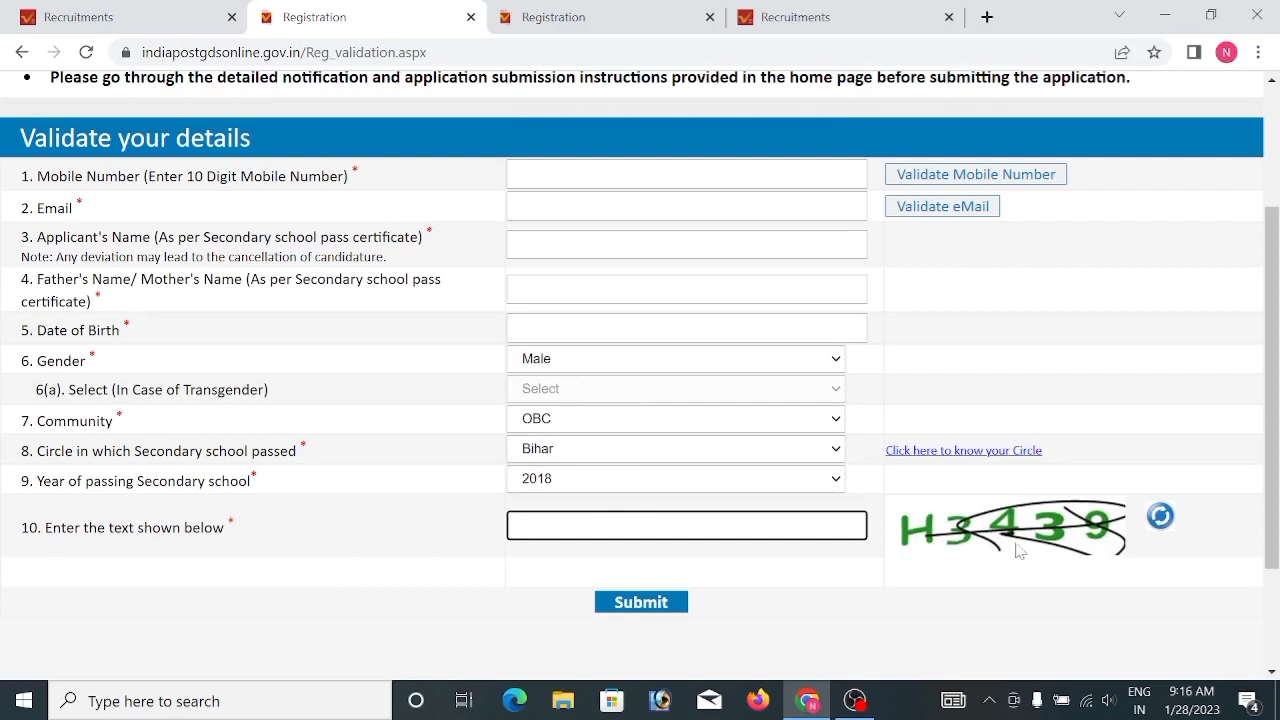 Recruitments
Registration
Registration
Recruitments
indiapostgdsonline.gov.in/Reg_validation.aspx
N
• Please go through the detailed notification and application submission instructions provided in the home page before submitting the application.
Validate your details
1. Mobile Number (Enter 10 Digit Mobile Number) *
Validate Mobile Number
2. Email *
Validate eMail
3. Applicant's Name (As per Secondary school pass certificate) *
Note: Any deviation may lead to the cancellation of candidature.
4. Father's Name/ Mother's Name (As per Secondary school pass
certificate) *
5. Date of Birth *
6. Gender *
Male
6(a). Select (In Case of Transgender)
Select
7. Community *
OBC
8. Circle in which Secondary school passed *
Bihar
Click here to know your Circle
9. Year of passing Secondary school*
2018
10. Enter the text shown below *
H3439
Submit
Type here to search
N
ENG
IN
9:16 AM
1/28/2023
4